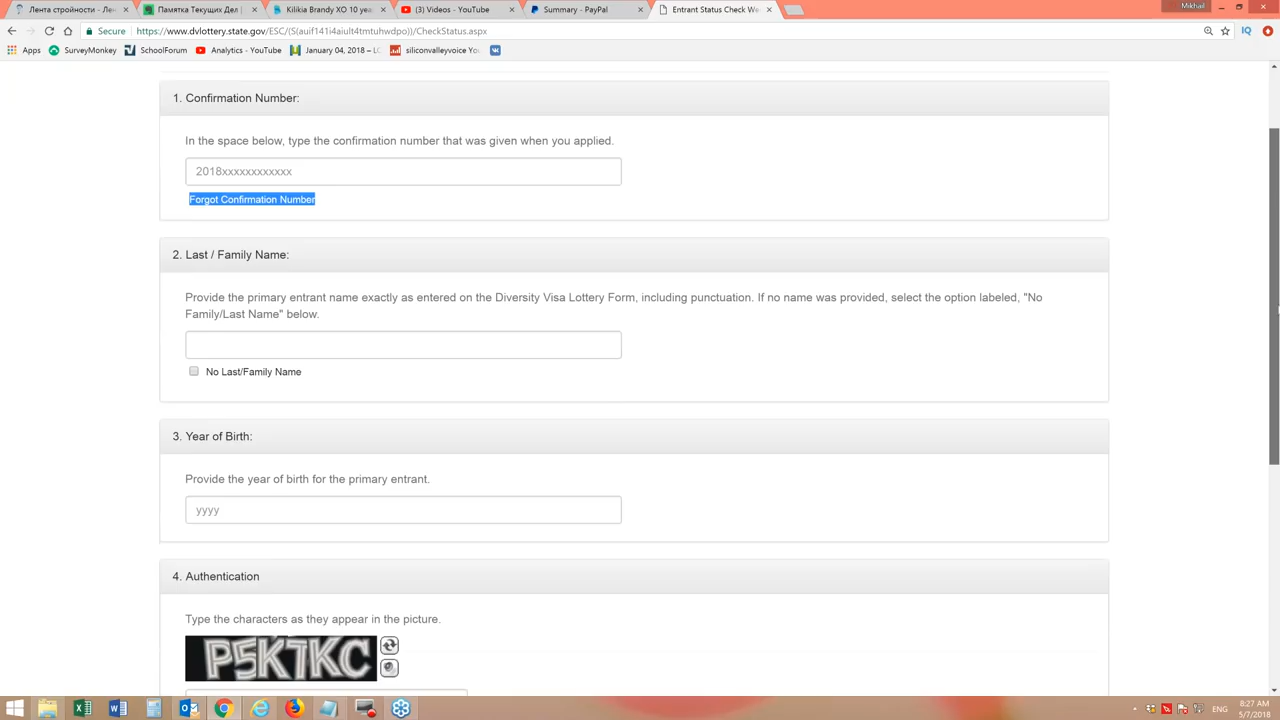 Лента стройности - Лен
Памятка Текущих Дел |
Kilikia Brandy XO 10 yea
(3) Videos - YouTube
Summary - PayPal
Entrant Status Check We
Mikhail
Secure
https://www.dvlottery.state.gov/ESC/(S(auif141i4aiult4tmtuhwdpo))/CheckStatus.aspx
Apps
SurveyMonkey
SchoolForum
Analytics - YouTube
January 04, 2018 – L
siliconvalleyvoice You
1. Confirmation Number:
In the space below, type the confirmation number that was given when you applied.
2018xxxxxxxxxxxx
Forgot Confirmation Number
2. Last / Family Name:
Provide the primary entrant name exactly as entered on the Diversity Visa Lottery Form, including punctuation. If no name was provided, select the option labeled, "No
Family/Last Name" below.
No Last/Family Name
3. Year of Birth:
Provide the year of birth for the primary entrant.
yyyy
4. Authentication
Type the characters as they appear in the picture.
P5K7KC
ENG
8:27 AM
5/7/2018